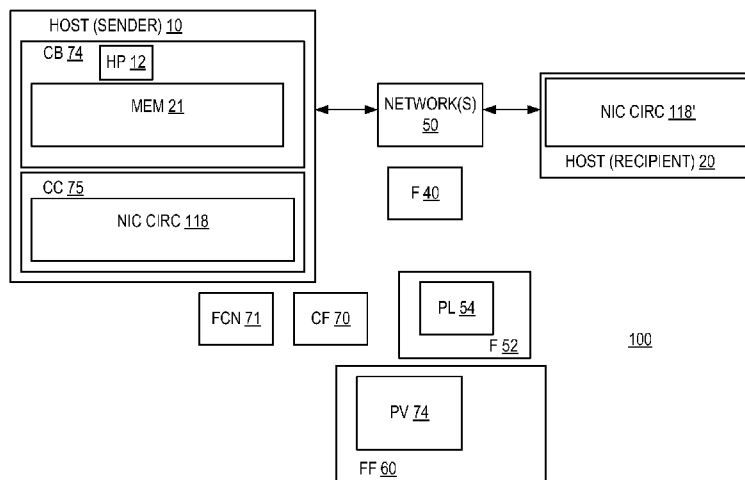 HOST (SENDER) 10
CB 74
HP 12
MEM 21
CC 75
NIC CIRC 118
NETWORK(S)
50
NIC CIRC 118'
HOST (RECIPIENT) 20
F 40
FCN 71
CF 70
PL 54
F 52
100
PV 74
FF 60